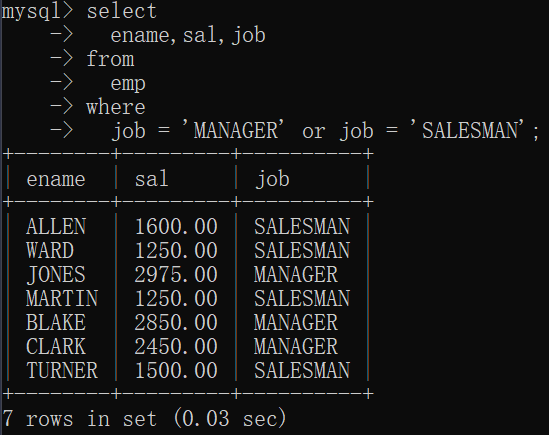 mysql> select
    ->   ename,sal,job
    -> from
    ->   emp
    -> where
    ->   job = 'MANAGER' or job = 'SALESMAN';
+--------+---------+----------+
| ename  | sal     | job      |
+--------+---------+----------+
| ALLEN  | 1600.00 | SALESMAN |
| WARD   | 1250.00 | SALESMAN |
| JONES  | 2975.00 | MANAGER  |
| MARTIN | 1250.00 | SALESMAN |
| BLAKE  | 2850.00 | MANAGER  |
| CLARK  | 2450.00 | MANAGER  |
| TURNER | 1500.00 | SALESMAN |
+--------+---------+----------+
7 rows in set (0.03 sec)